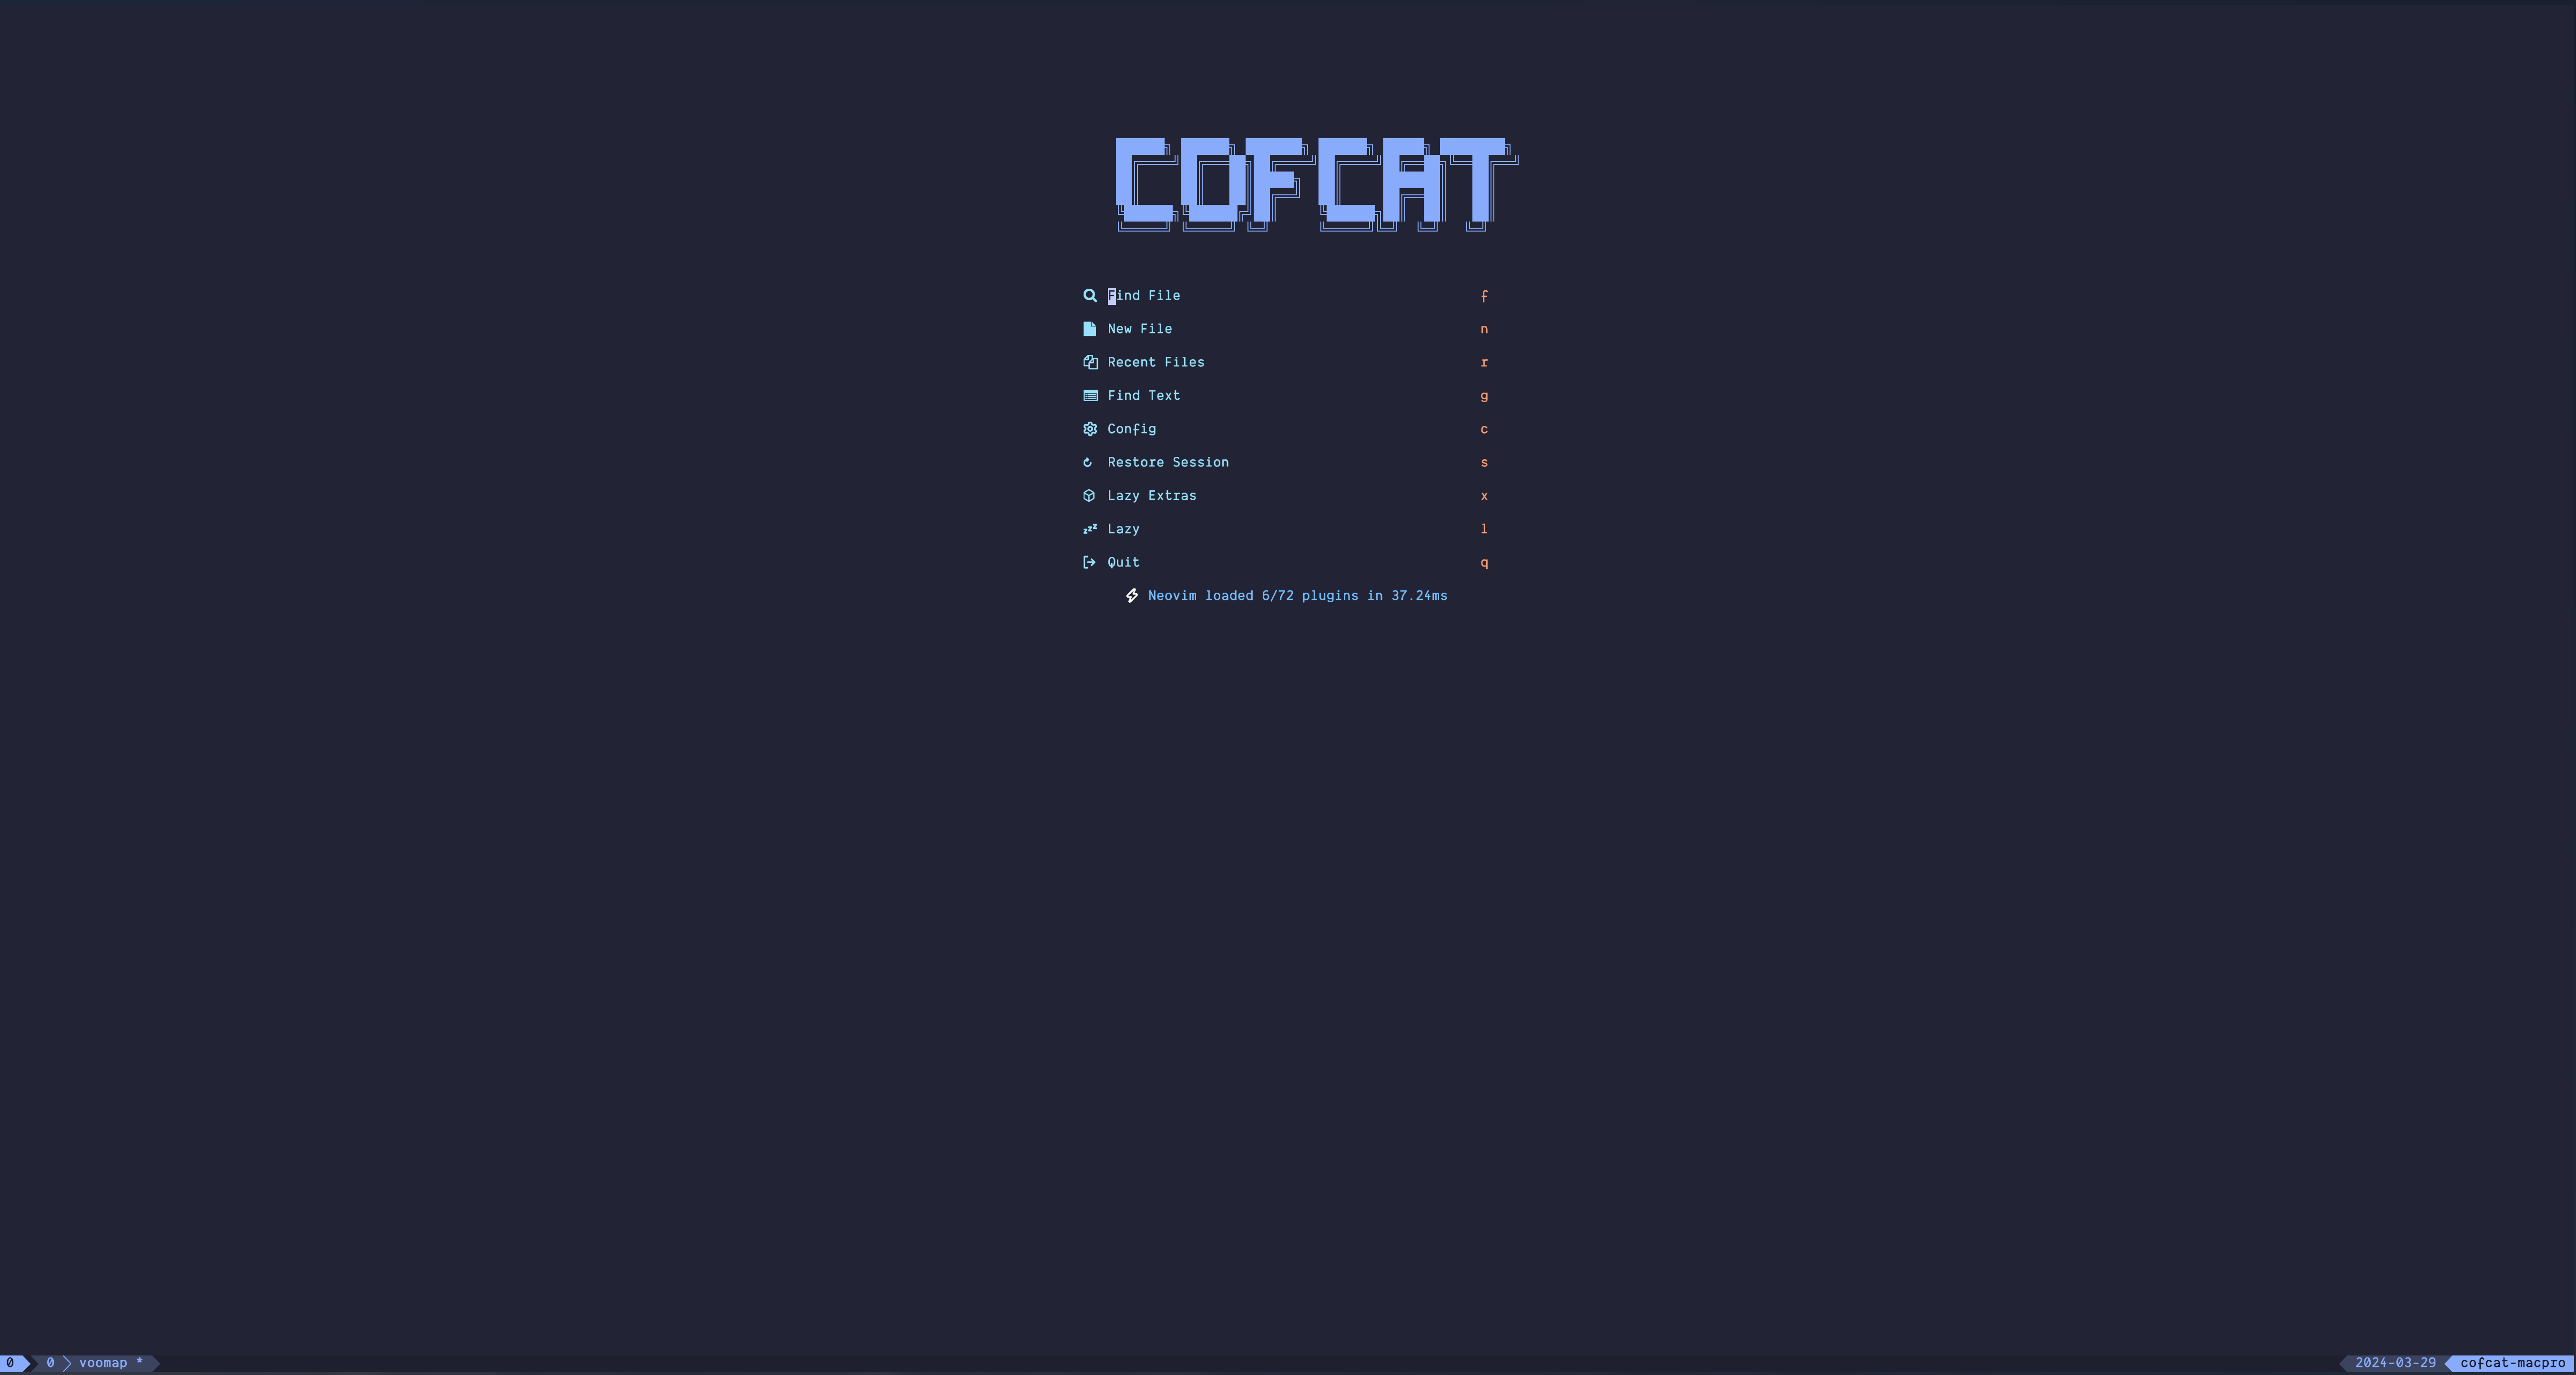 COFCAT
Find File f
New File n
Recent Files r
Find Text g
Config c
Restore Session s
Lazy Extras x
Lazy l
Quit q
Neovim loaded 6/72 plugins in 37.24ms
0 0 voomap * 2024-03-29 cofcat-macpro